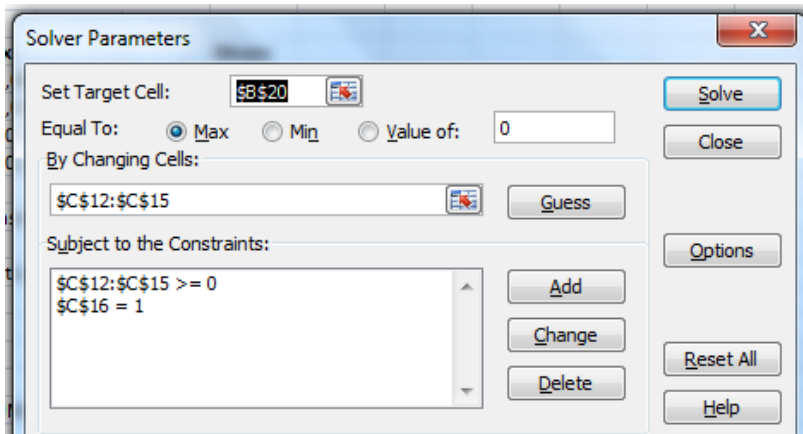 Solver Parameters
Set Target Cell: $B$20
Solve
Equal To: Max Min Value of: 0
Close
By Changing Cells:
$C$12:$C$15
Guess
Subject to the Constraints:
Options
$C$12:$C$15 >= 0
Add
$C$16 = 1
Change
Reset All
Delete
Help